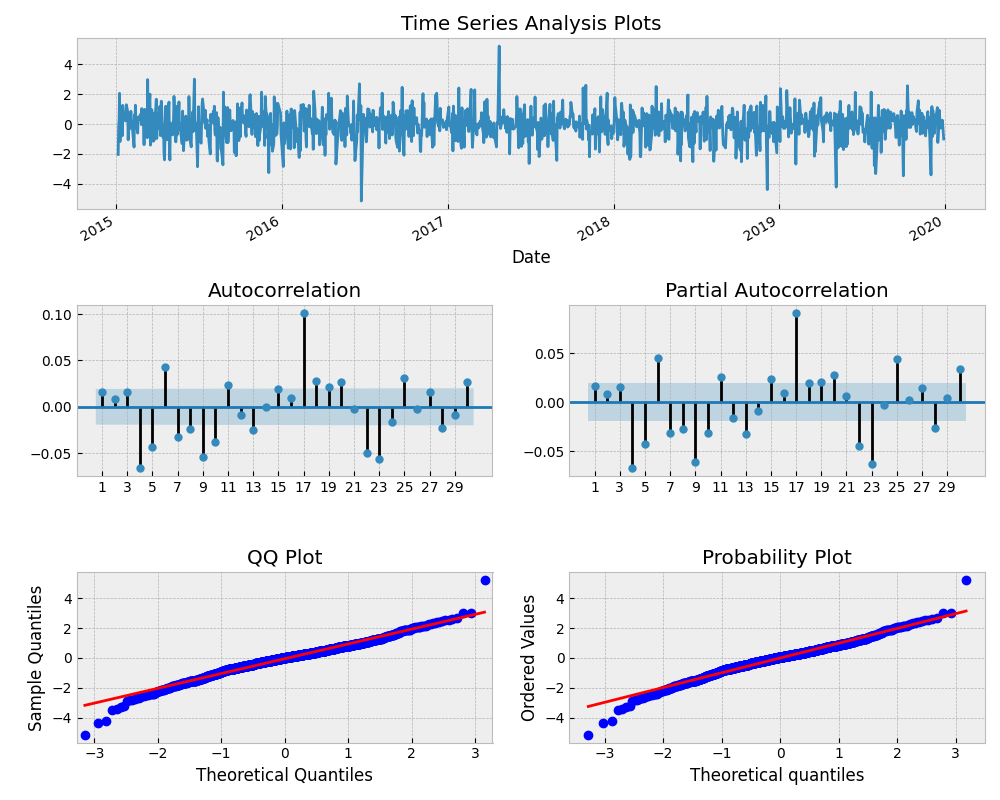 Time Series Analysis Plots
4
2
0
−2
−4
2015 2016 2017 2018 2019 2020
Date
Autocorrelation
0.10
0.05
0.00
−0.05
1 3 5 7 9 11 13 15 17 19 21 23 25 27 29
Partial Autocorrelation
0.05
0.00
−0.05
1 3 5 7 9 11 13 15 17 19 21 23 25 27 29
QQ Plot
Sample Quantiles
4
2
0
−2
−4
−3 −2 −1 0 1 2 3
Theoretical Quantiles
Probability Plot
Ordered Values
4
2
0
−2
−4
−3 −2 −1 0 1 2 3
Theoretical quantiles